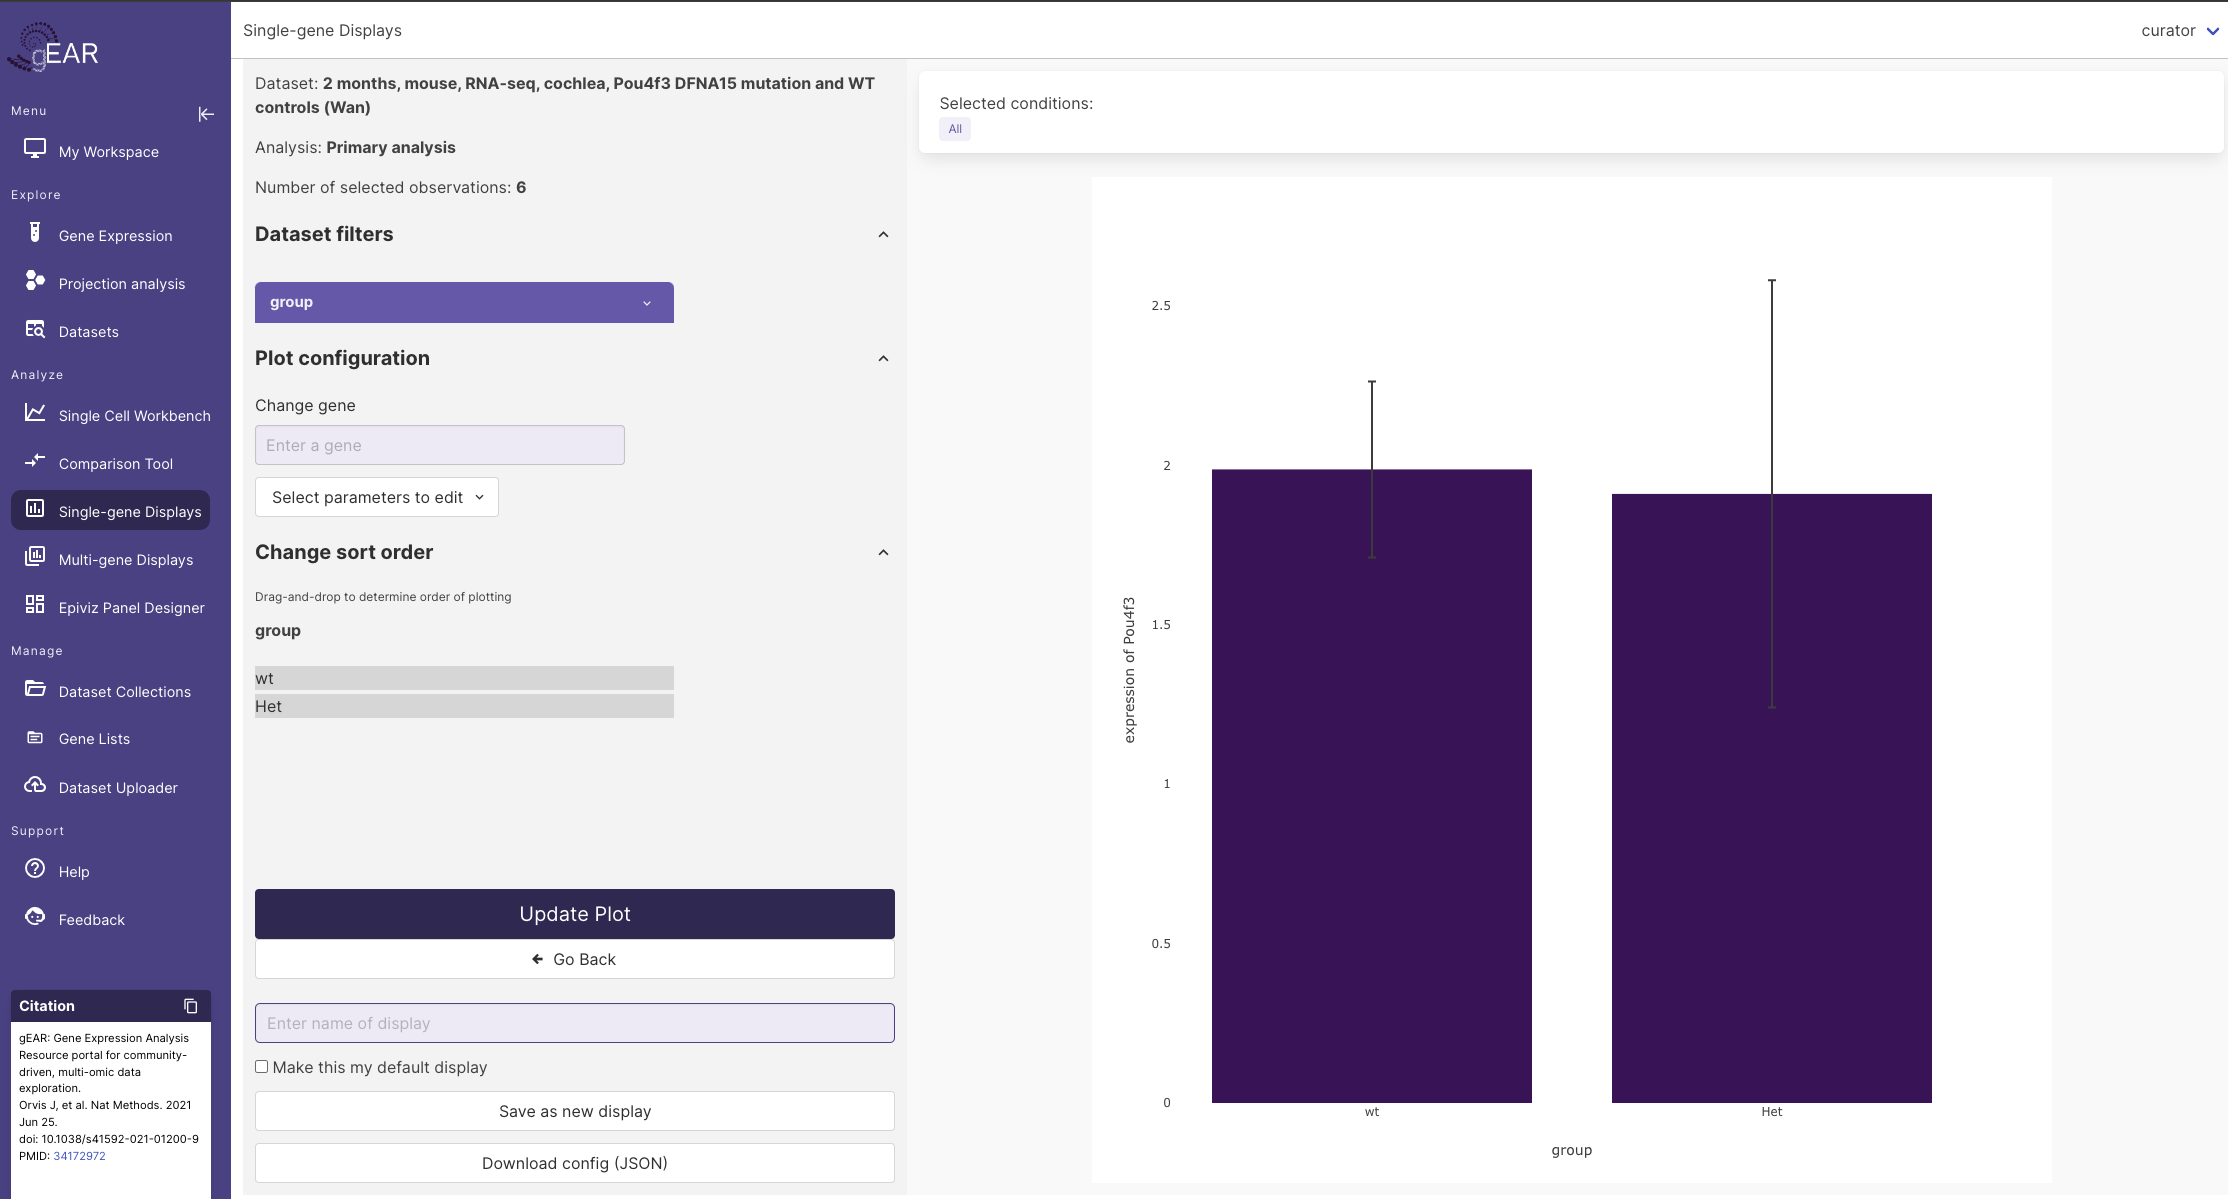 gEAR
Menu
My Workspace
Explore
Gene Expression
Projection analysis
Datasets
Analyze
Single Cell Workbench
Comparison Tool
Single-gene Displays
Multi-gene Displays
Epiviz Panel Designer
Manage
Dataset Collections
Gene Lists
Dataset Uploader
Support
Help
Feedback
Citation
gEAR: Gene Expression Analysis
Resource portal for community-
driven, multi-omic data
exploration.
Orvis J, et al. Nat Methods. 2021
Jun 25.
doi: 10.1038/s41592-021-01200-9
PMID: 34172972
Single-gene Displays
curator
Dataset: 2 months, mouse, RNA-seq, cochlea, Pou4f3 DFNA15 mutation and WT
controls (Wan)
Analysis: Primary analysis
Number of selected observations: 6
Dataset filters
group
Plot configuration
Change gene
Enter a gene
Select parameters to edit
Change sort order
Drag-and-drop to determine order of plotting
group
wt
Het
Update Plot
Go Back
Enter name of display
Make this my default display
Save as new display
Download config (JSON)
Selected conditions:
All
2.5
2
1.5
1
0.5
0
expression of Pou4f3
wt
Het
group